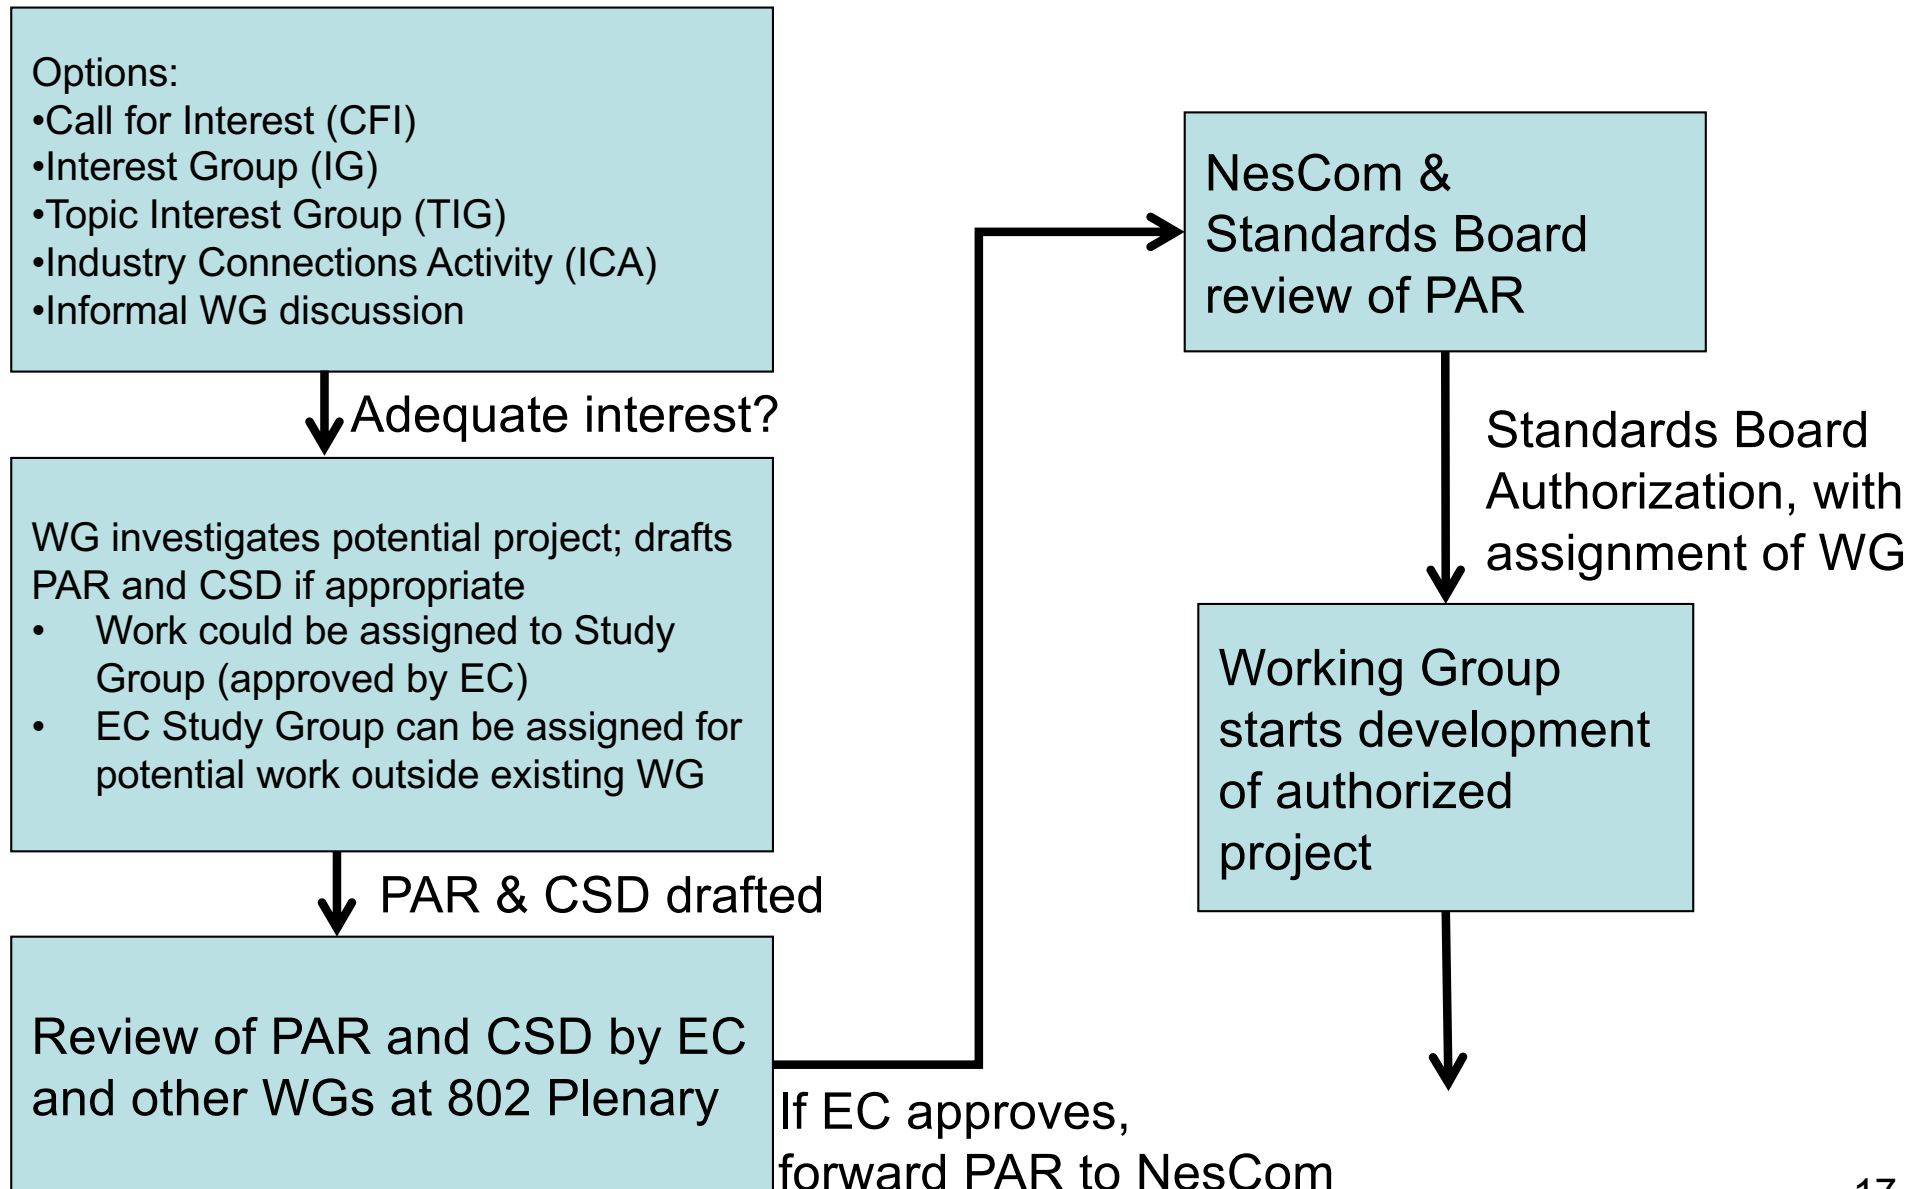 Options:
•Call for Interest (CFI)
•Interest Group (IG)
•Topic Interest Group (TIG)
•Industry Connections Activity (ICA)
•Informal WG discussion
Adequate interest?
WG investigates potential project; drafts
PAR and CSD if appropriate
• Work could be assigned to Study
Group (approved by EC)
• EC Study Group can be assigned for
potential work outside existing WG
PAR & CSD drafted
Review of PAR and CSD by EC
and other WGs at 802 Plenary
If EC approves,
forward PAR to NesCom
NesCom &
Standards Board
review of PAR
Standards Board
Authorization, with
assignment of WG
Working Group
starts development
of authorized
project
17